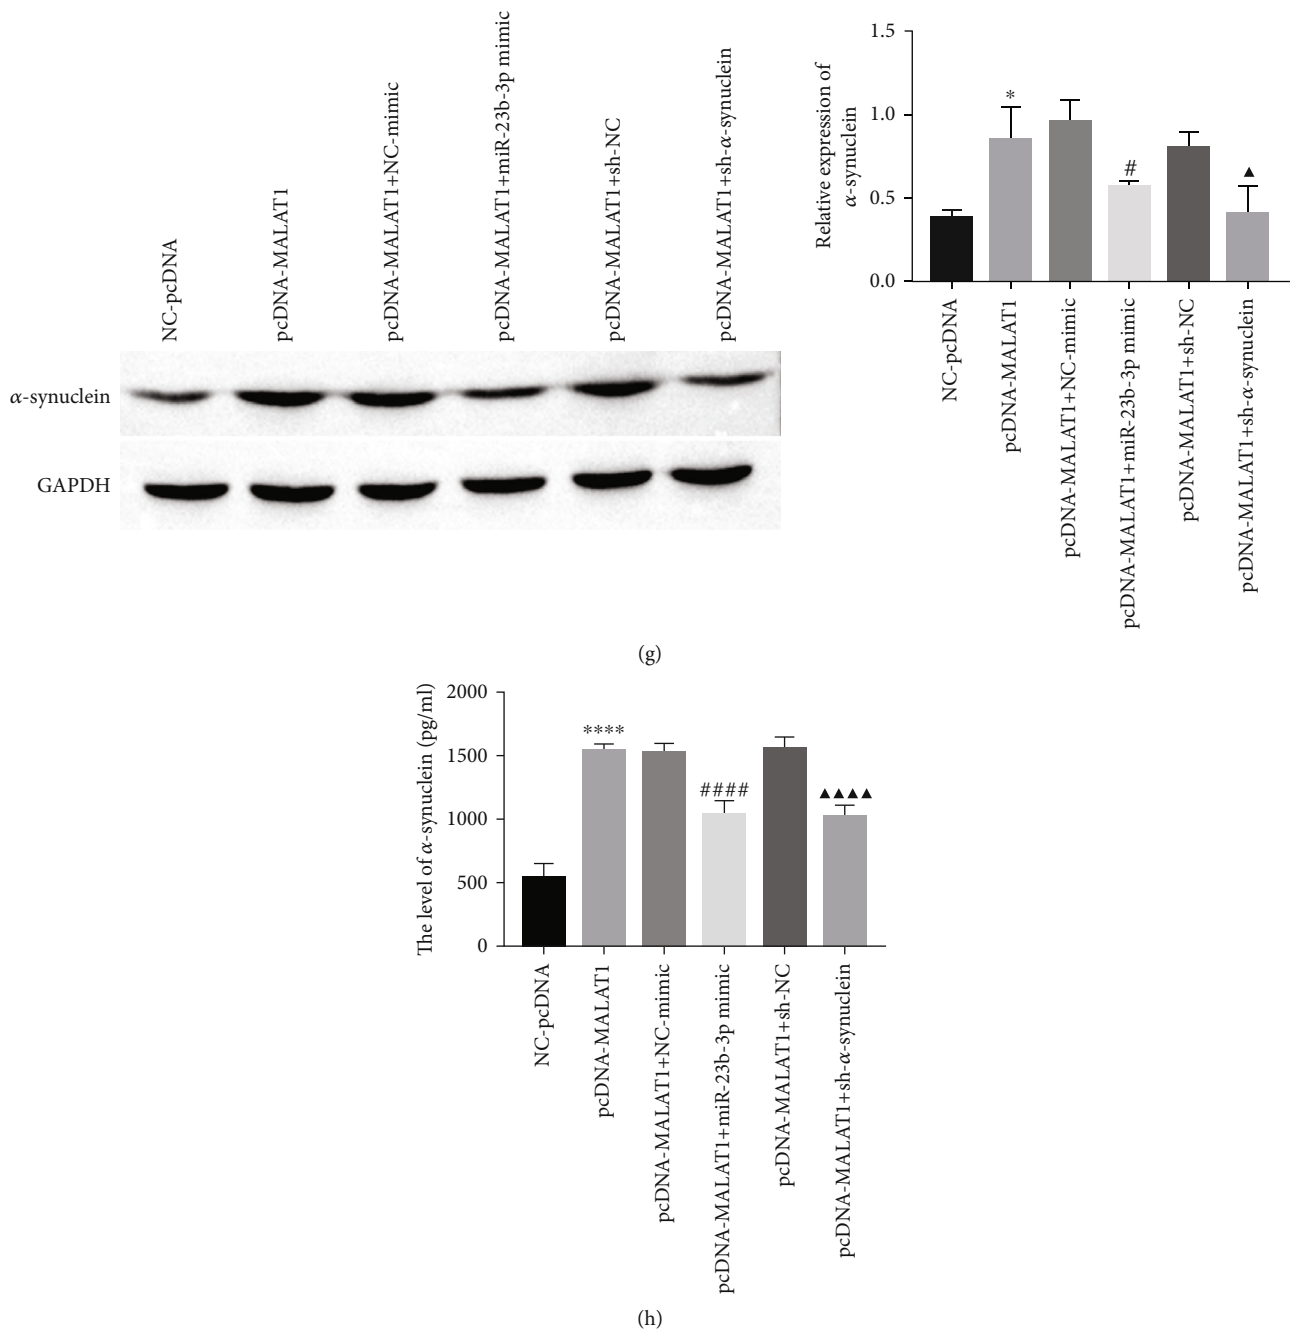 NC-pcDNA
pcDNA-MALAT1
pcDNA-MALAT1+NC-mimic
pcDNA-MALAT1+miR-23b-3p mimic
pcDNA-MALAT1+sh-NC
pcDNA-MALAT1+sh-α-synuclein
α-synuclein
GAPDH
Relative expression of
α-synuclein
1.5
1.0
0.5
0.0
*
#
▲
NC-pcDNA
pcDNA-MALAT1
pcDNA-MALAT1+NC-mimic
pcDNA-MALAT1+miR-23b-3p mimic
pcDNA-MALAT1+sh-NC
pcDNA-MALAT1+sh-α-synuclein
(g)
The level of α-synuclein (pg/ml)
2000
1500
1000
500
0
****
####
▲▲▲▲
NC-pcDNA
pcDNA-MALAT1
pcDNA-MALAT1+NC-mimic
pcDNA-MALAT1+miR-23b-3p mimic
pcDNA-MALAT1+sh-NC
pcDNA-MALAT1+sh-α-synuclein
(h)